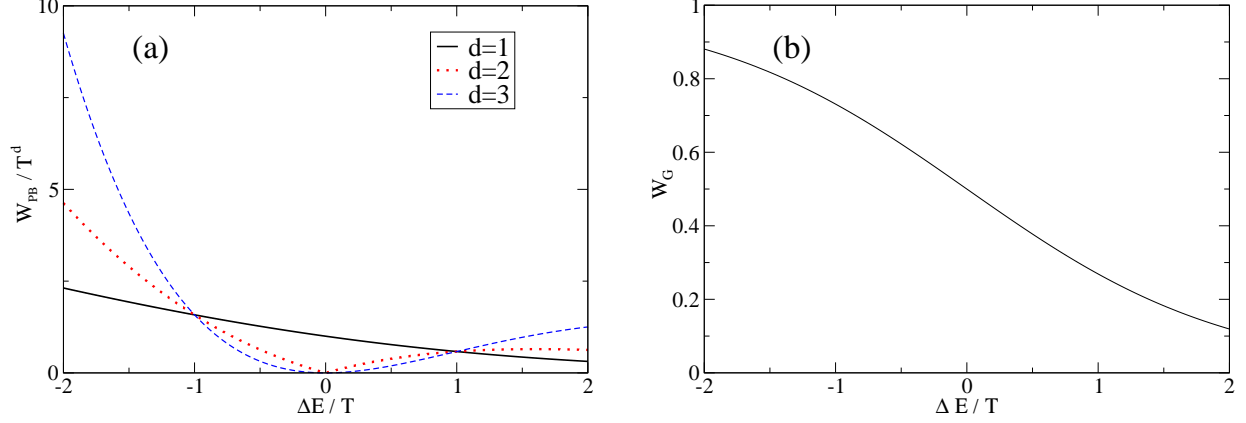 (a)
d=1
d=2
d=3
10
5
0
W_PB / T^d
-2 -1 0 1 2
ΔE / T
(b)
1
0.8
0.6
0.4
0.2
0
W_G
-2 -1 0 1 2
Δ E / T